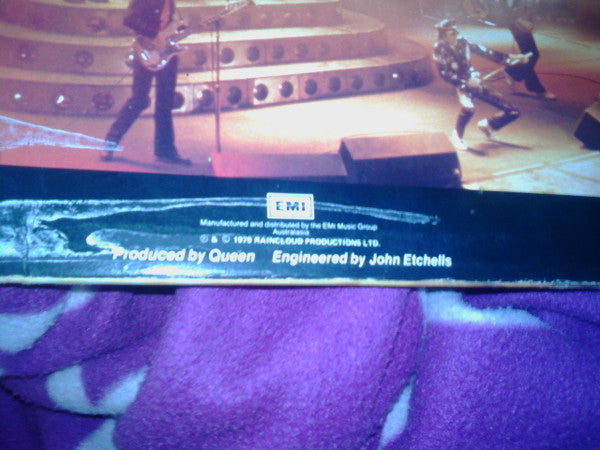 EMI
Manufactured and distributed by the EMI Music Group
Australasia
Ⓟ & © 1979 RAINCLOUD PRODUCTIONS LTD.
Produced by Queen Engineered by John Etchells